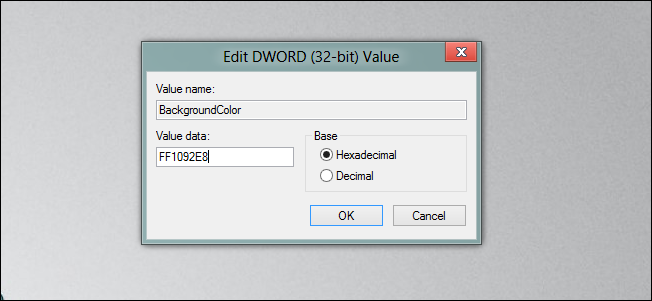 Edit DWORD (32-bit) Value
Value name:
BackgroundColor
Value data:
FF1092E8
Base
Hexadecimal
Decimal
OK
Cancel